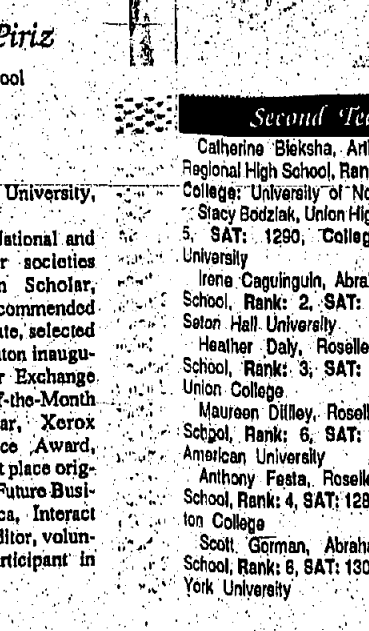 Piriz
ool
University,
National and
r societies
n Scholar,
commended
ate, selected
ton inaugu-
r Exchange
f-the-Month
ar, Xerox
ce Award,
t place orig-
Future Busi-
ca, Interact
ditor, volun-
rticipant in
Second Tea
Catherine Bieksha, Arth
Regional High School, Ran
College: University of No
Stacy Bodziak, Union Hig
5, SAT: 1290, Colleg
University
Irene Caguinguin, Abra
School, Rank: 2, SAT:
Seton Hall University
Heather Daly, Roselle
School, Rank: 3, SAT:
Union College
Maureen Dilley, Rosell
School, Rank: 6, SAT:
American University
Anthony Festa, Roselle
School, Rank: 4, SAT: 128
ton College
Scott Gorman, Abraha
School, Rank: 6, SAT: 130
York University